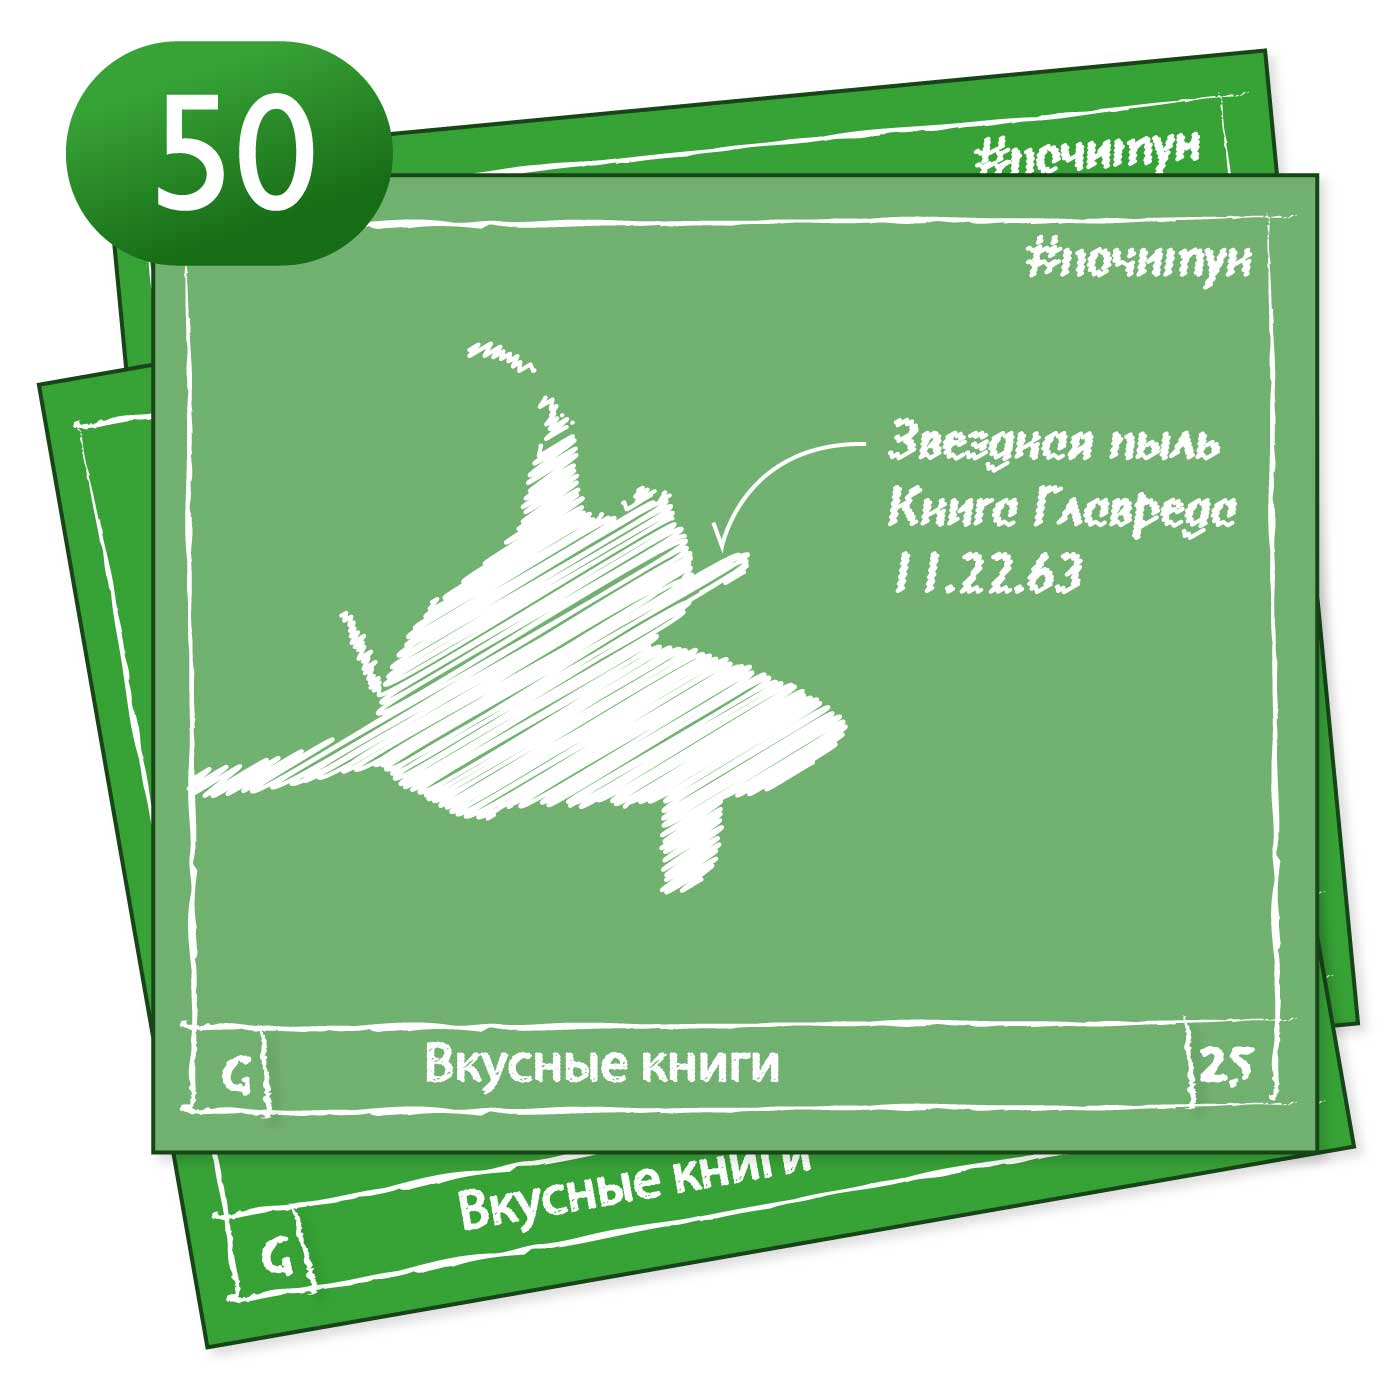 50
#почитун
#почитун
Звездная пыль
Книга Главреда
11.22.63
G
Вкусные книги
25
Вкусные книги
G